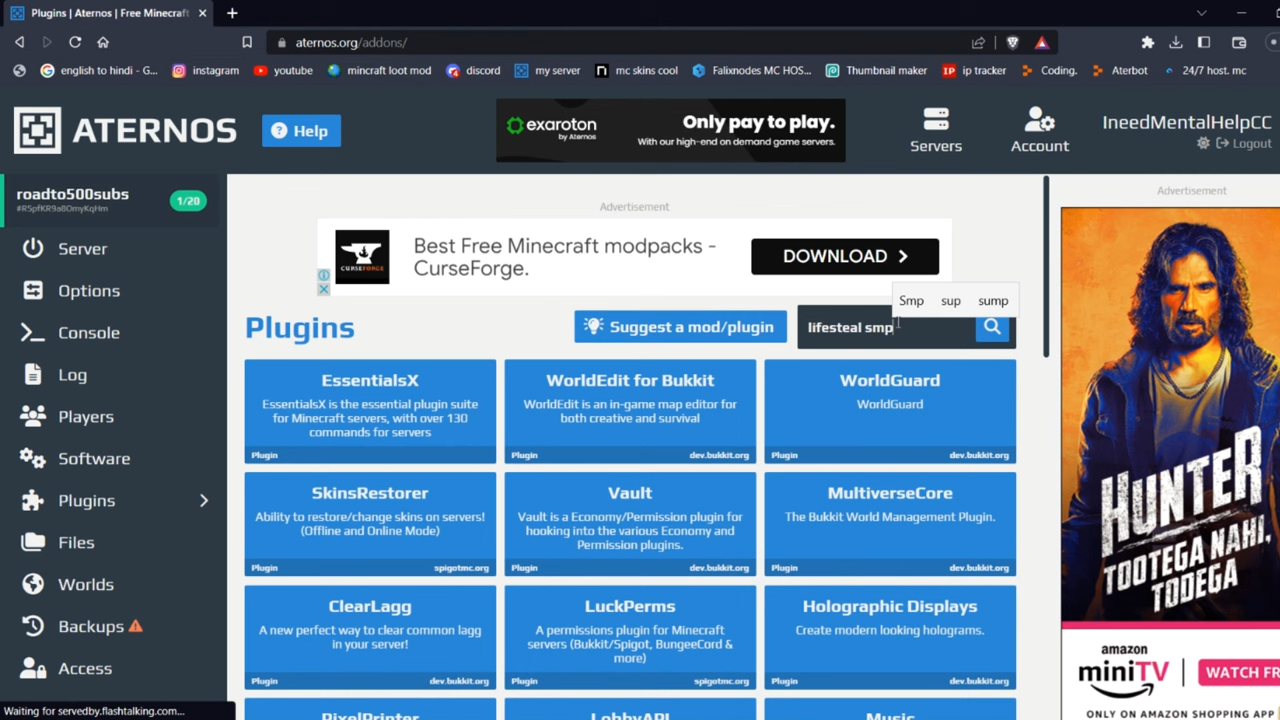 Plugins | Aternos | Free Minecraft
aternos.org/addons/
english to hindi - G...
instagram
youtube
mincraft loot mod
discord
my server
mc skins cool
Falixnodes MC HOS...
Thumbnail maker
ip tracker
Coding.
Aterbot
24/7 host. mc
ATERNOS
Help
exaroton
by Aternos
Only pay to play.
With our high-end on demand game servers.
Servers
Account
IneedMentalHelpCC
Logout
roadto500subs
1/20
Server
Options
Console
Log
Players
Software
Plugins
Files
Worlds
Backups
Access
Waiting for servedby.flashtalking.com...
Advertisement
CURSEFORGE
Best Free Minecraft modpacks -
CurseForge.
DOWNLOAD
Smp sup sump
Plugins
Suggest a mod/plugin
lifesteal smp
EssentialsX
EssentialsX is the essential plugin suite
for Minecraft servers, with over 130
commands for servers
Plugin
WorldEdit for Bukkit
WorldEdit is an in-game map editor for
both creative and survival
Plugin
dev.bukkit.org
WorldGuard
WorldGuard
Plugin
dev.bukkit.org
SkinsRestorer
Ability to restore/change skins on servers!
(Offline and Online Mode)
Plugin
spigotmc.org
Vault
Vault is a Economy/Permission plugin for
hooking into the various Economy and
Permission plugins.
Plugin
dev.bukkit.org
MultiverseCore
The Bukkit World Management Plugin.
Plugin
dev.bukkit.org
ClearLagg
A new perfect way to clear common lagg
in your server!
Plugin
dev.bukkit.org
LuckPerms
A permissions plugin for Minecraft
servers (Bukkit/Spigot, BungeeCord &
more)
Plugin
spigotmc.org
Holographic Displays
Create modern looking holograms.
Plugin
dev.bukkit.org
PixelPrinter
LobbyAPI
Music
Advertisement
HUNTER
TOOTEGA NAHI,
TODEGA
amazon
miniTV
WATCH FR
ONLY ON AMAZON SHOPPING APP